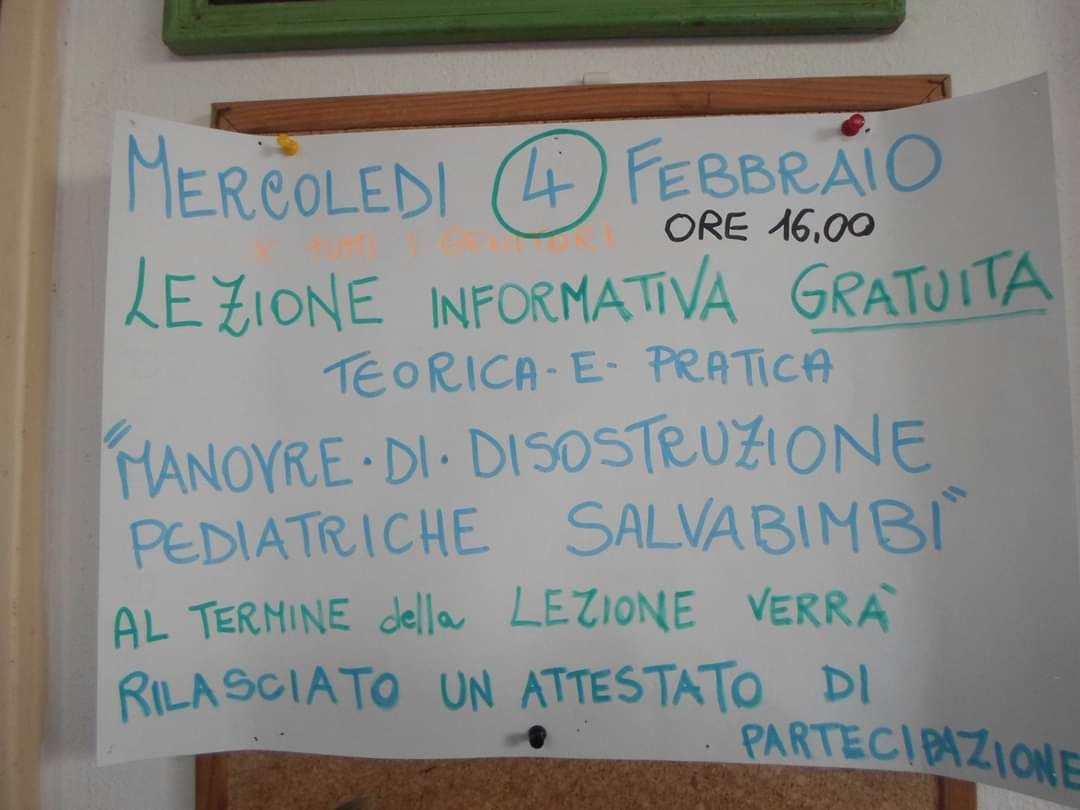 MERCOLEDI 4 FEBBRAIO
ORE 16,00
X TUTTI I GENITORI
LEZIONE INFORMATIVA GRATUITA
TEORICA - E - PRATICA
"MANOVRE · DI · DISOSTRUZIONE
PEDIATRICHE SALVABIMBI"
AL TERMINE della LEZIONE VERRÀ
RILASCIATO UN ATTESTATO DI
PARTECIPAZIONE